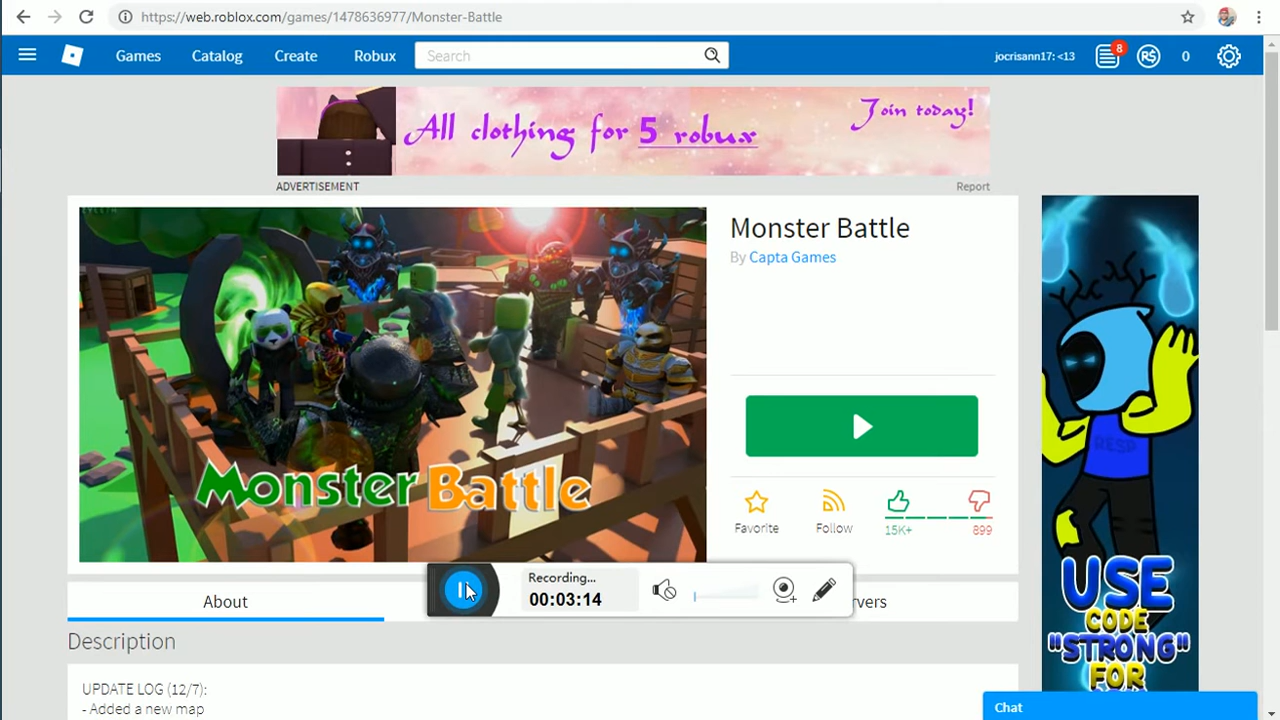 https://web.roblox.com/games/1478636977/Monster-Battle
Games
Catalog
Create
Robux
Search
jocrisann17: <13
8
R$
0
All clothing for 5 robux
Join today!
ADVERTISEMENT
Report
Monster Battle
By Capta Games
Monster Battle
Favorite
Follow
15K+
899
Recording...
00:03:14
About
Description
UPDATE LOG (12/7):
- Added a new map
RESP
USE
CODE
"STRONG"
FOR
Chat